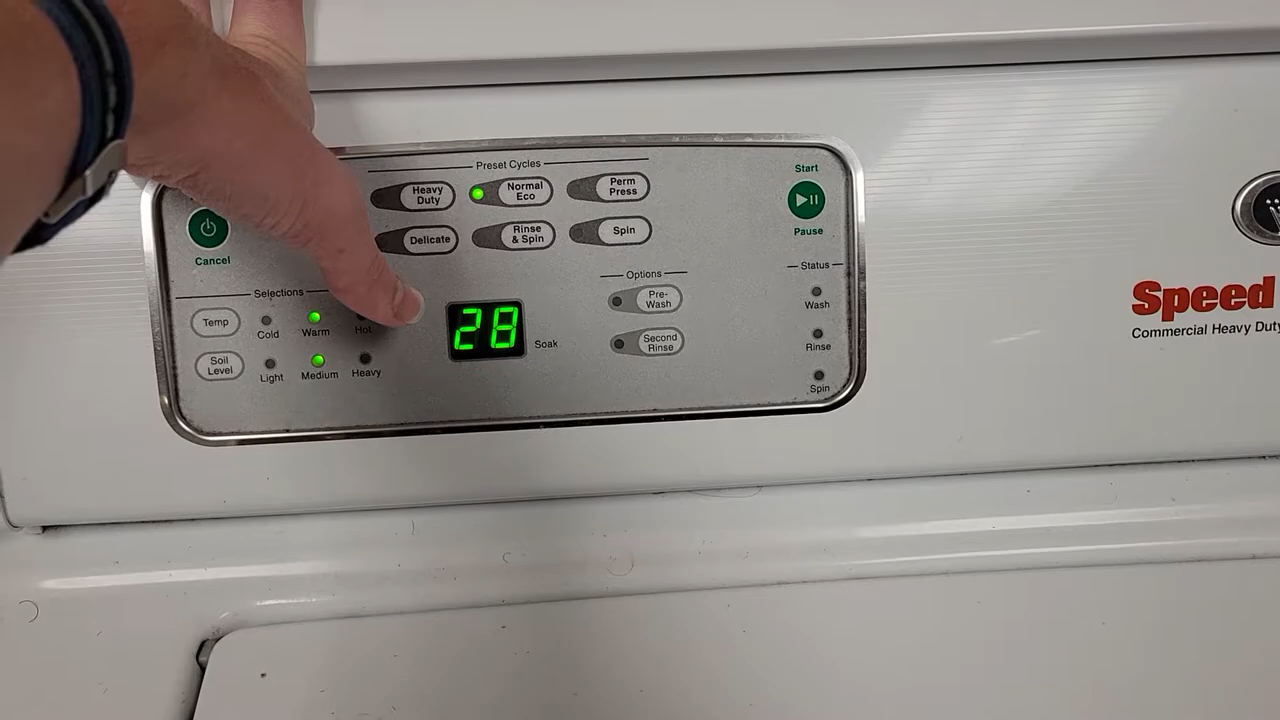 Preset Cycles
Heavy
Duty
Normal
Eco
Perm
Press
Delicate
Rinse
& Spin
Spin
Cancel
Start
Pause
Selections
Temp
Cold
Warm
Hot
Soil
Level
Light
Medium
Heavy
28
Soak
Options
Pre-
Wash
Second
Rinse
Status
Wash
Rinse
Spin
Speed
Commercial Heavy Duty